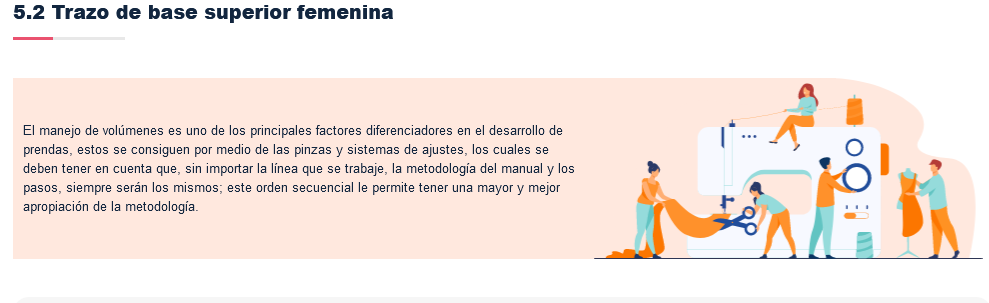 5.2 Trazo de base superior femenina
El manejo de volúmenes es uno de los principales factores diferenciadores en el desarrollo de
prendas, estos se consiguen por medio de las pinzas y sistemas de ajustes, los cuales se
deben tener en cuenta que, sin importar la línea que se trabaje, la metodología del manual y los
pasos, siempre serán los mismos; este orden secuencial le permite tener una mayor y mejor
apropiación de la metodología.